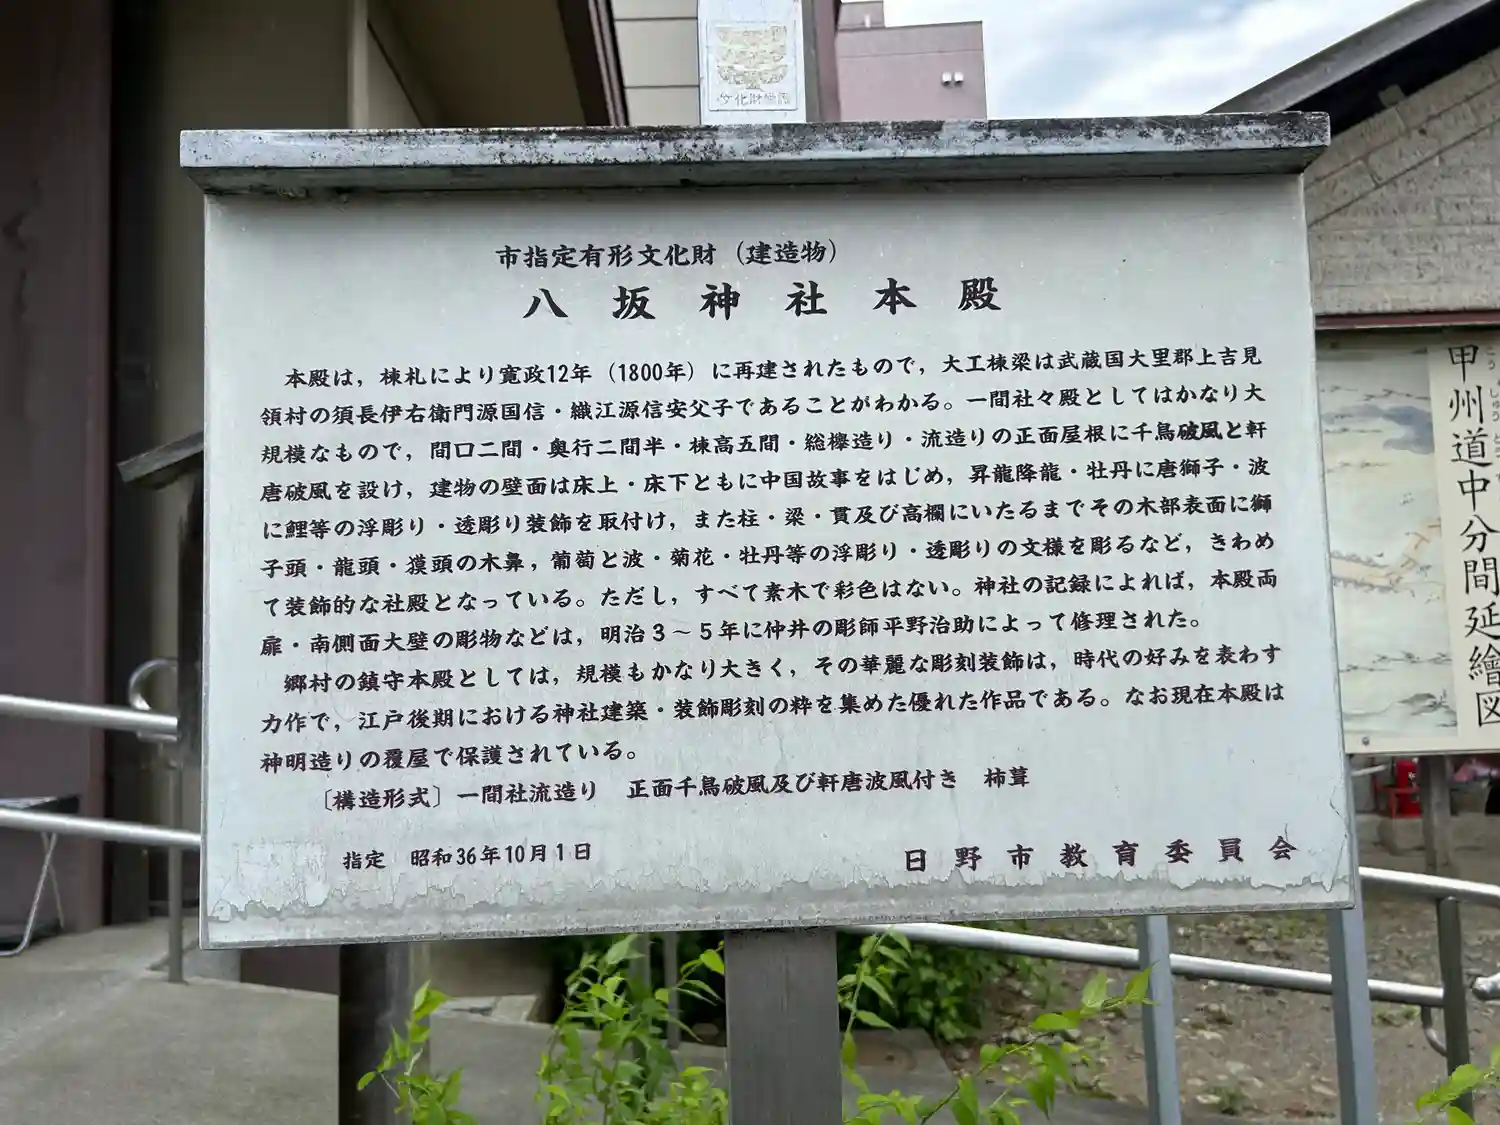 市指定有形文化財（建造物）
八坂神社本殿
本殿は，棟札により寛政12年（1800年）に再建されたもので，大工棟梁は武蔵国大里郡上吉見
領村の須長伊右衛門源国信・織江源信安父子であることがわかる。一間社々殿としてはかなり大
規模なもので，間口二間・奥行二間半・棟高五間・総欅造り・流造りの正面屋根に千鳥破風と軒
唐破風を設け，建物の壁面は床上・床下ともに中国故事をはじめ，昇龍降龍・牡丹に唐獅子・波
に鯉等の浮彫り・透彫り装飾を取付け，また柱・梁・貫及び高欄にいたるまでその木部表面に獅
子頭・龍頭・獏頭の木鼻，葡萄と波・菊花・牡丹等の浮彫り・透彫りの文様を彫るなど，きわめ
て装飾的な社殿となっている。ただし，すべて素木で彩色はない。神社の記録によれば，本殿両
扉・南側面大壁の彫物などは，明治３～５年に仲井の彫師平野治助によって修理された。
郷村の鎮守本殿としては，規模もかなり大きく，その華麗な彫刻装飾は，時代の好みを表わす
力作で，江戸後期における神社建築・装飾彫刻の粋を集めた優れた作品である。なお現在本殿は
神明造りの覆屋で保護されている。
〔構造形式〕一間社流造り　正面千鳥破風及び軒唐波風付き　柿葺
指定　昭和36年10月1日
日野市教育委員会
甲州道中分間延繪図